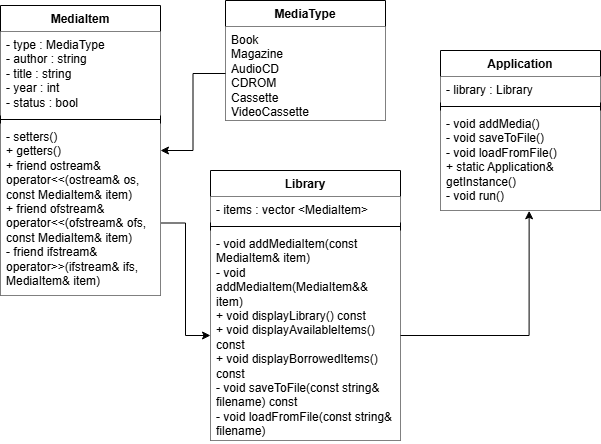 MediaItem
- type : MediaType
- author : string
- title : string
- year : int
- status : bool
- setters()
+ getters()
+ friend ostream&
operator<<(ostream& os,
const MediaItem& item)
+ friend ofstream&
operator<<(ofstream& ofs,
const MediaItem& item)
- friend ifstream&
operator>>(ifstream& ifs,
MediaItem& item)
MediaType
Book
Magazine
AudioCD
CDROM
Cassette
VideoCassette
Library
- items : vector <MediaItem>
- void addMediaItem(const
MediaItem& item)
- void
addMediaItem(MediaItem&&
item)
+ void displayLibrary() const
+ void displayAvailableItems()
const
+ void displayBorrowedItems()
const
- void saveToFile(const string&
filename) const
- void loadFromFile(const string&
filename)
Application
- library : Library
- void addMedia()
- void saveToFile()
- void loadFromFile()
+ static Application&
getInstance()
- void run()